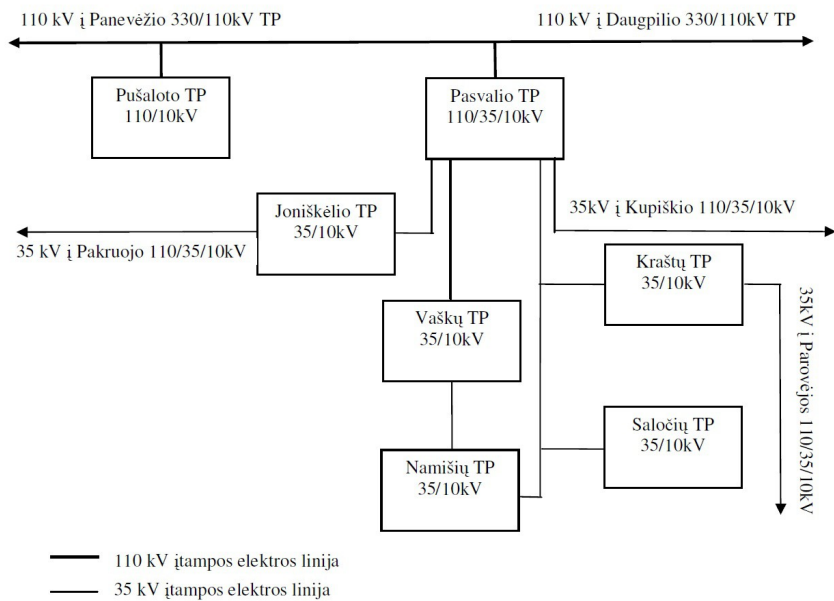 110 kV į Panevėžio 330/110kV TP
110 kV į Daugpilio 330/110kV TP
Pušaloto TP
110/10kV
Pasvalio TP
110/35/10kV
Joniškėlio TP
35/10kV
35kV į Kupiškio 110/35/10kV
35 kV į Pakruojo 110/35/10kV
Kraštų TP
35/10kV
Vaškų TP
35/10kV
35kV į Parovėjos 110/35/10kV
Saločių TP
35/10kV
Namišių TP
35/10kV
110 kV įtampos elektros linija
35 kV įtampos elektros linija